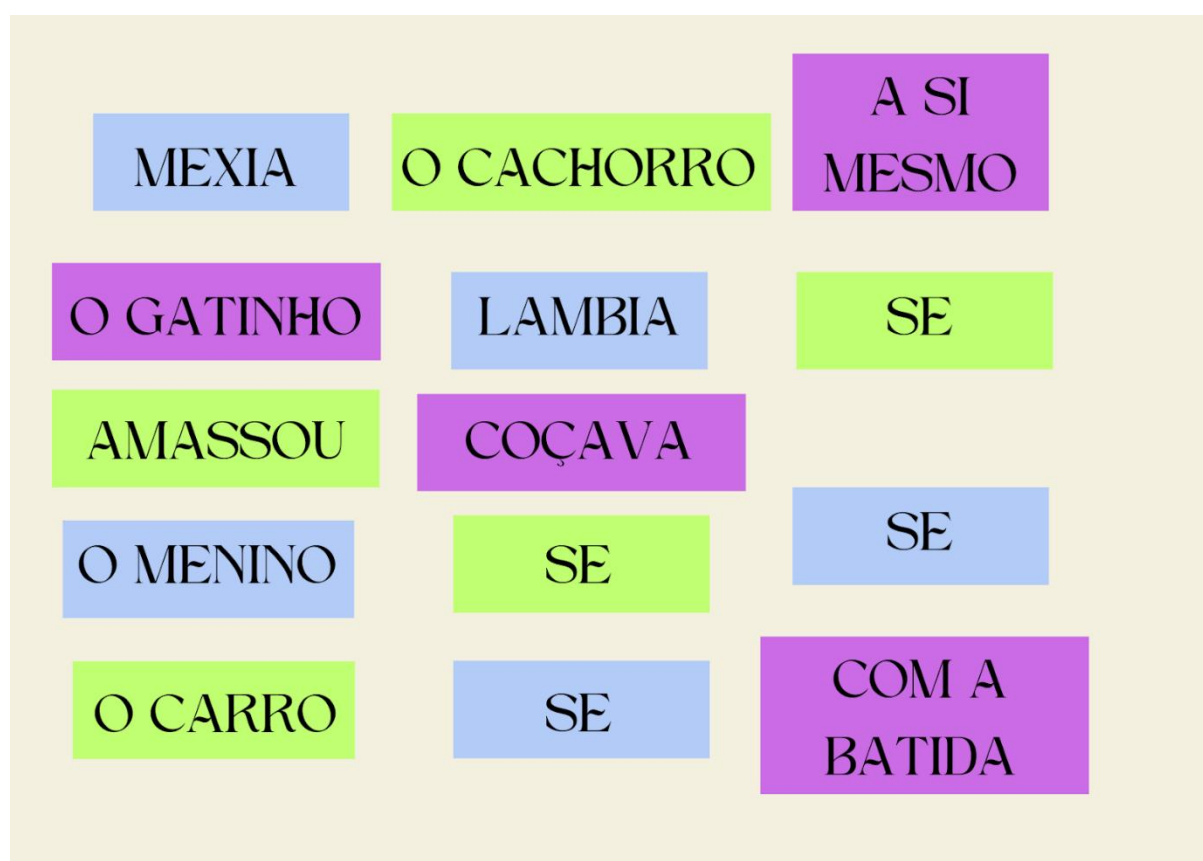 MEXIA
O CACHORRO
A SI
MESMO
O GATINHO
LAMBIA
SE
AMASSOU
COÇAVA
O MENINO
SE
SE
O CARRO
SE
COM A
BATIDA